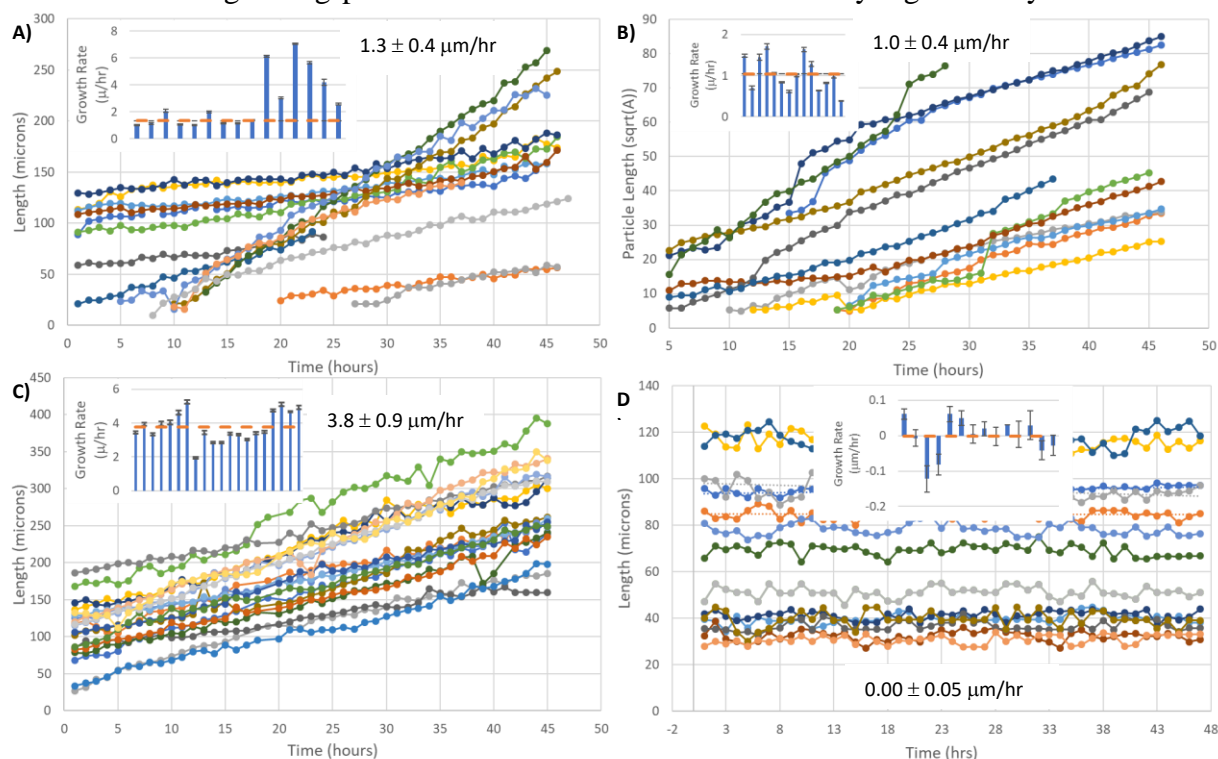 A)
Growth Rate
(μ/hr)
8
6
4
2
0
1.3 ± 0.4 μm/hr
Length (microns)
300
250
200
150
100
50
0
0 5 10 15 20 25 30 35 40 45 50
Time (hours)
B)
Growth Rate
(μ/hr)
2
1
0
1.0 ± 0.4 μm/hr
Particle Length (sqrt(A))
90
80
70
60
50
40
30
20
10
0
5 10 15 20 25 30 35 40 45 50
Time (hours)
C)
Growth Rate
(μ/hr)
6
4
2
0
3.8 ± 0.9 μm/hr
Length (microns)
450
400
350
300
250
200
150
100
50
0
0 5 10 15 20 25 30 35 40 45 50
Time (hours)
D
Growth Rate
(μm/hr)
0.1
0
-0.1
-0.2
0.00 ± 0.05 μm/hr
Length (microns)
140
120
100
80
60
40
20
0
-2 3 8 13 18 23 28 33 38 43 48
Time (hrs)